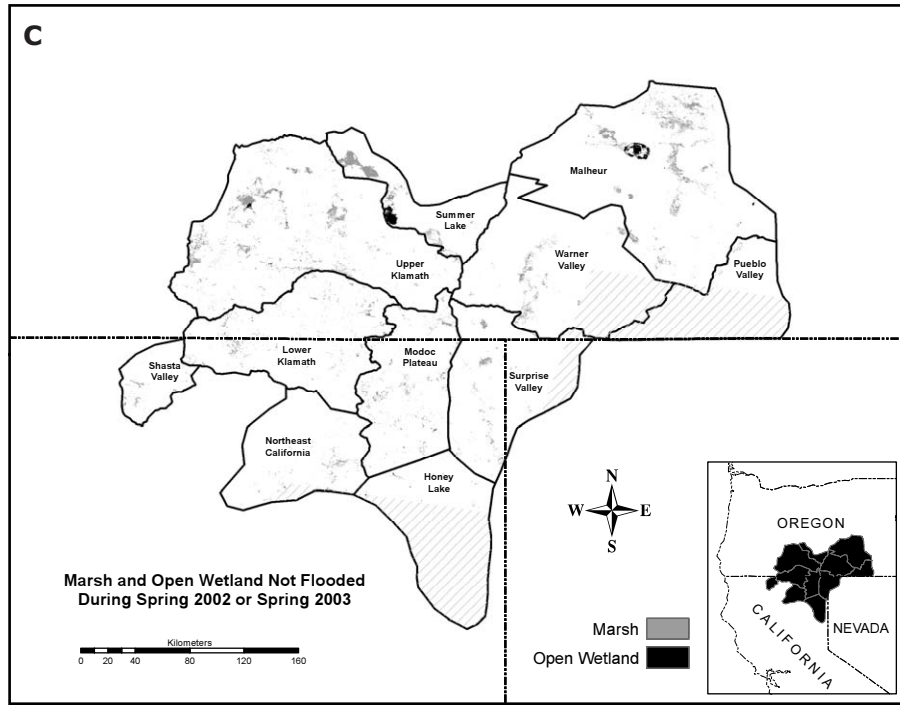 C
Malheur
Summer
Lake
Warner
Valley
Pueblo
Valley
Upper
Klamath
Shasta
Valley
Lower
Klamath
Modoc
Plateau
Surprise
Valley
Northeast
California
Honey
Lake
N
W E
S
Marsh and Open Wetland Not Flooded
During Spring 2002 or Spring 2003
Kilometers
0 10 20 40 80 120 160
Marsh
Open Wetland
OREGON
CALIFORNIA
NEVADA